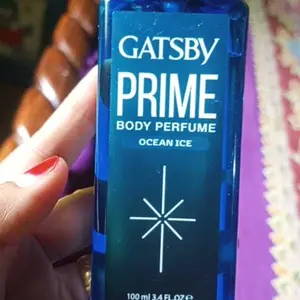 GATSBY
PRIME
BODY PERFUME
OCEAN ICE
100 ml 3.4 FL.OZ ℮